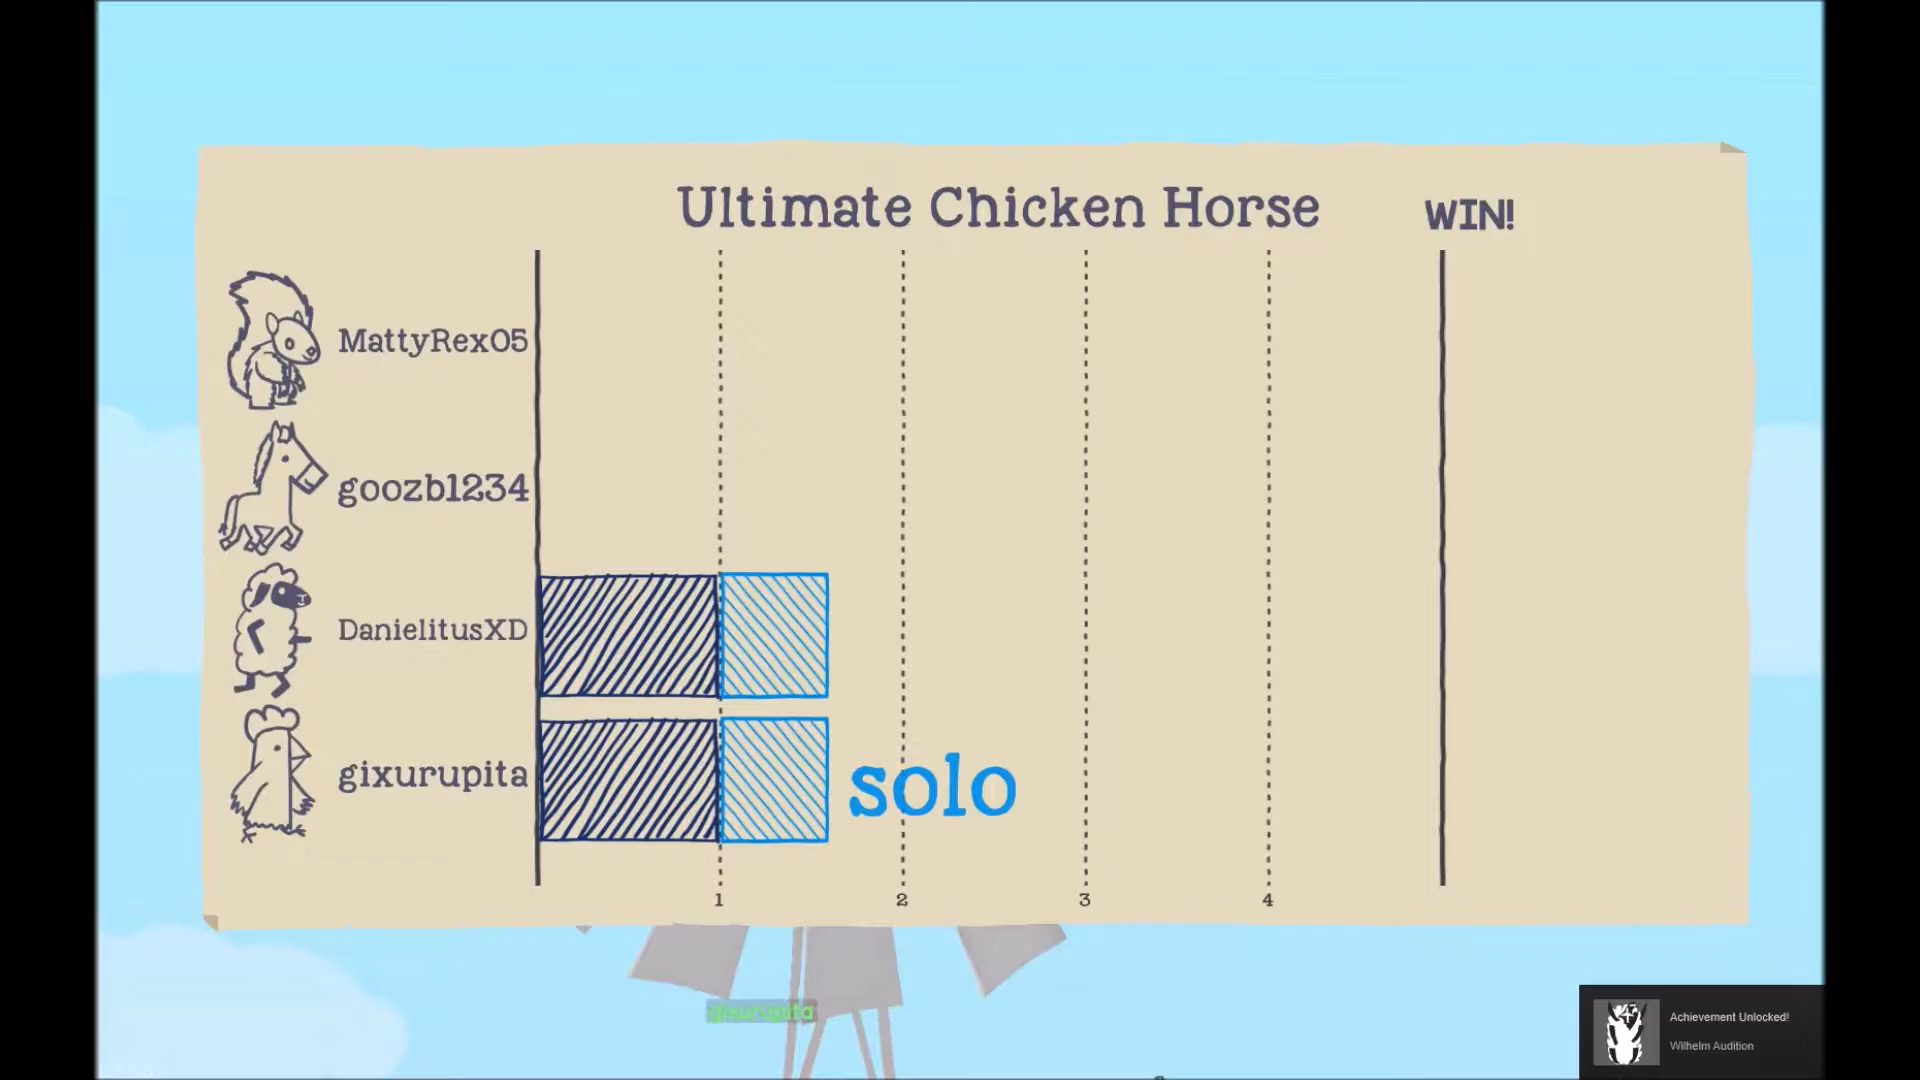 Ultimate Chicken Horse
WIN!
MattyRex05
goozb1234
DanielitusXD
gixurupita
solo
1
2
3
4
gixurupita
Achievement Unlocked!
Wilhelm Audition